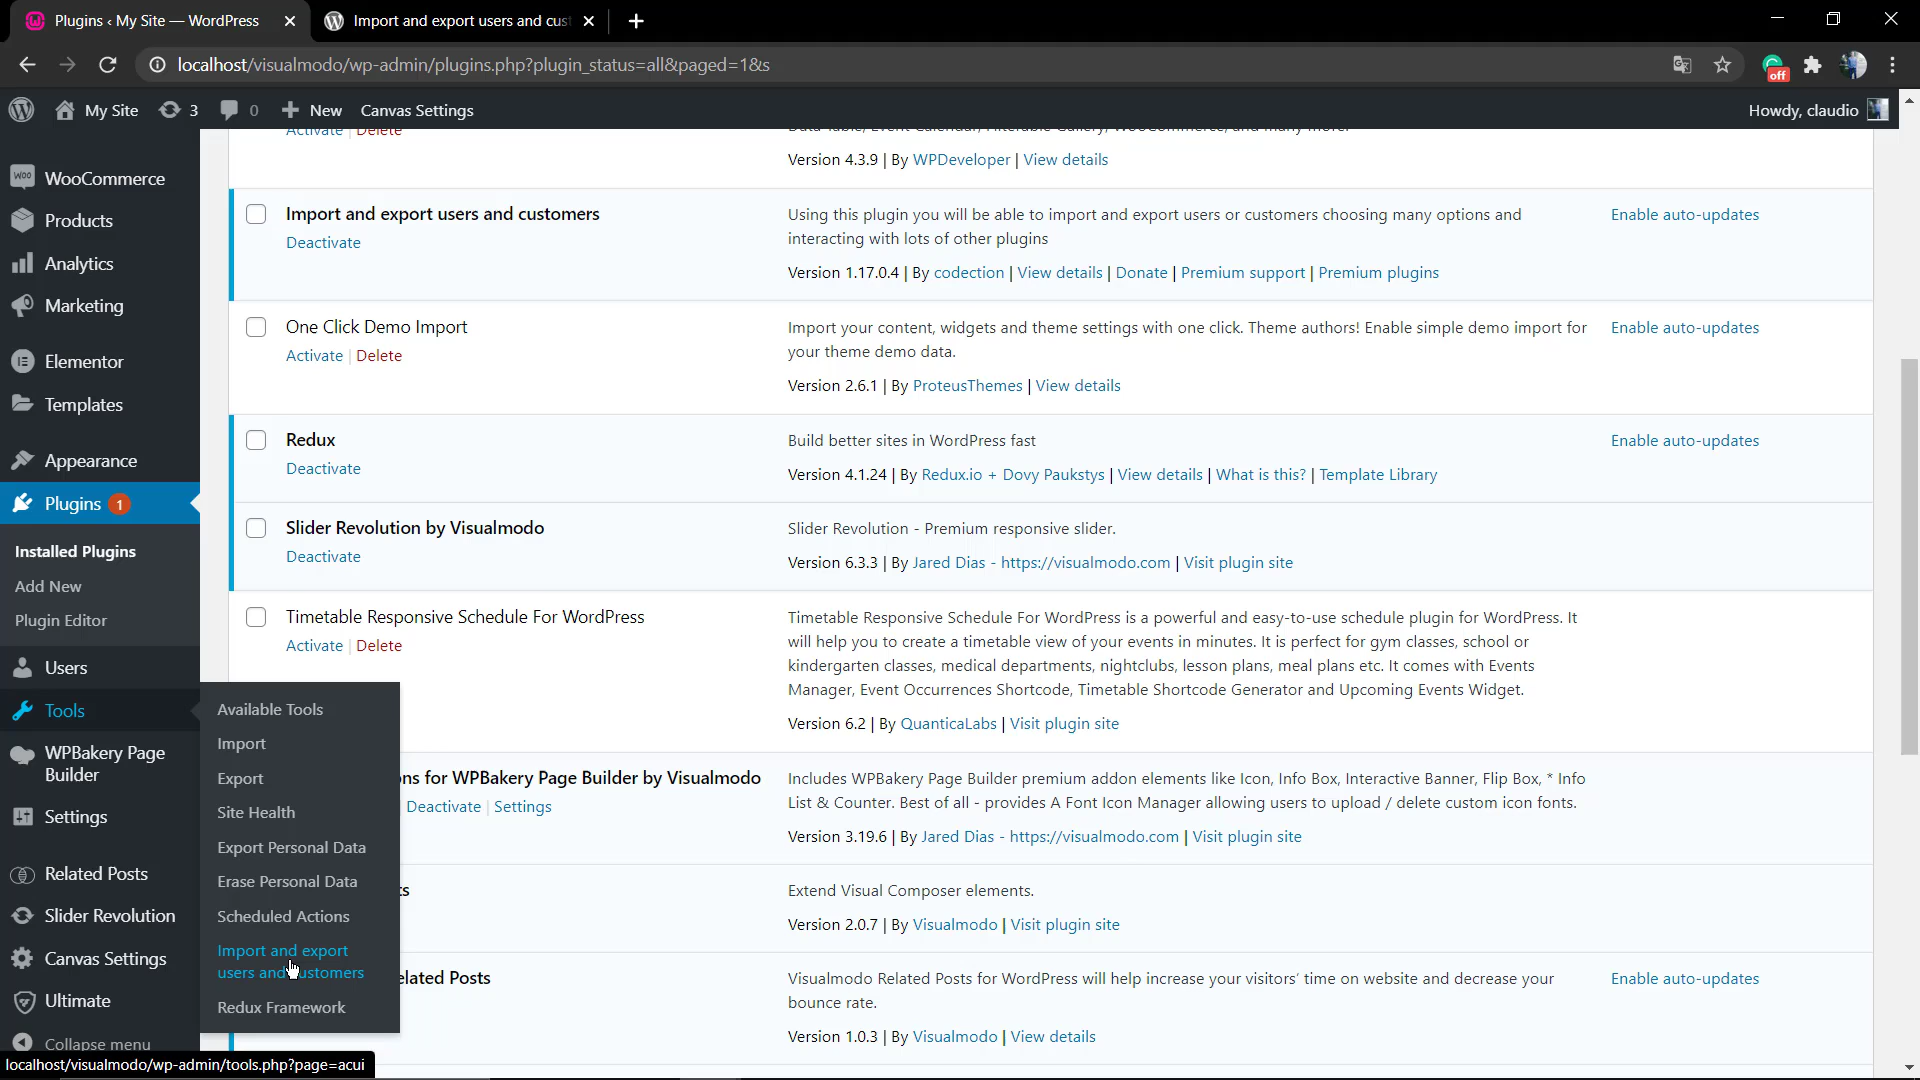 Plugins ‹ My Site — WordPress
Import and export users and cus
localhost/visualmodo/wp-admin/plugins.php?plugin_status=all&paged=1&s
off
My Site 3 0 New Canvas Settings
Howdy, claudio
WOO WooCommerce
Products
Analytics
Marketing
Elementor
Templates
Appearance
Plugins 1
Installed Plugins
Add New
Plugin Editor
Users
Tools
WPBakery Page
Builder
Settings
Related Posts
Slider Revolution
Canvas Settings
Ultimate
Collapse menu
Available Tools
Import
Export
Site Health
Export Personal Data
Erase Personal Data
Scheduled Actions
Import and export
users and customers
Redux Framework
Activate | Delete
Data Table, Event Calendar, Filterable Gallery, WooCommerce, and many more.
Version 4.3.9 | By WPDeveloper | View details
Import and export users and customers
Deactivate
Using this plugin you will be able to import and export users or customers choosing many options and
interacting with lots of other plugins
Version 1.17.0.4 | By codection | View details | Donate | Premium support | Premium plugins
Enable auto-updates
One Click Demo Import
Activate | Delete
Import your content, widgets and theme settings with one click. Theme authors! Enable simple demo import for
your theme demo data.
Version 2.6.1 | By ProteusThemes | View details
Enable auto-updates
Redux
Deactivate
Build better sites in WordPress fast
Version 4.1.24 | By Redux.io + Dovy Paukstys | View details | What is this? | Template Library
Enable auto-updates
Slider Revolution by Visualmodo
Deactivate
Slider Revolution - Premium responsive slider.
Version 6.3.3 | By Jared Dias - https://visualmodo.com | Visit plugin site
Timetable Responsive Schedule For WordPress
Activate | Delete
Timetable Responsive Schedule For WordPress is a powerful and easy-to-use schedule plugin for WordPress. It
will help you to create a timetable view of your events in minutes. It is perfect for gym classes, school or
kindergarten classes, medical departments, nightclubs, lesson plans, meal plans etc. It comes with Events
Manager, Event Occurrences Shortcode, Timetable Shortcode Generator and Upcoming Events Widget.
Version 6.2 | By QuanticaLabs | Visit plugin site
ons for WPBakery Page Builder by Visualmodo
| Deactivate | Settings
Includes WPBakery Page Builder premium addon elements like Icon, Info Box, Interactive Banner, Flip Box, * Info
List & Counter. Best of all - provides A Font Icon Manager allowing users to upload / delete custom icon fonts.
Version 3.19.6 | By Jared Dias - https://visualmodo.com | Visit plugin site
ts
Extend Visual Composer elements.
Version 2.0.7 | By Visualmodo | Visit plugin site
elated Posts
Visualmodo Related Posts for WordPress will help increase your visitors' time on website and decrease your
bounce rate.
Version 1.0.3 | By Visualmodo | View details
Enable auto-updates
localhost/visualmodo/wp-admin/tools.php?page=acui